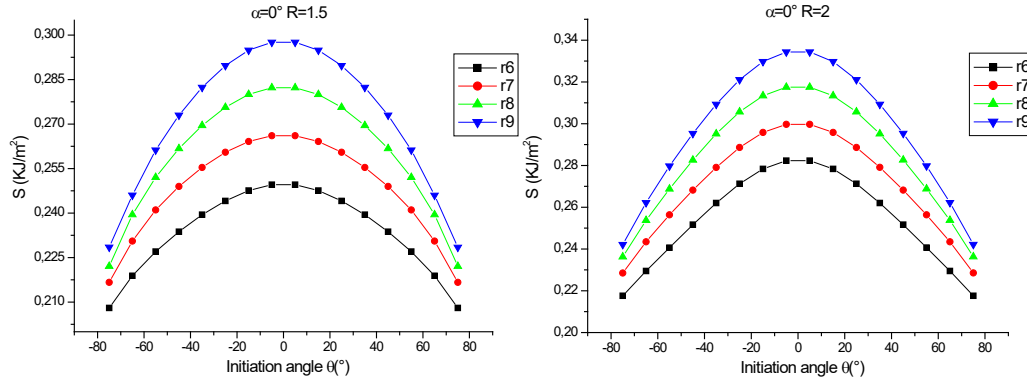 α=0° R=1.5
0,300
0,285
0,270
0,255
0,240
0,225
0,210
S (KJ/m²)
-80 -60 -40 -20 0 20 40 60 80
Initiation angle θ(°)
r6
r7
r8
r9
α=0° R=2
0,34
0,32
0,30
0,28
0,26
0,24
0,22
0,20
S (KJ/m²)
-80 -60 -40 -20 0 20 40 60 80
Initiation angle θ(°)
r6
r7
r8
r9